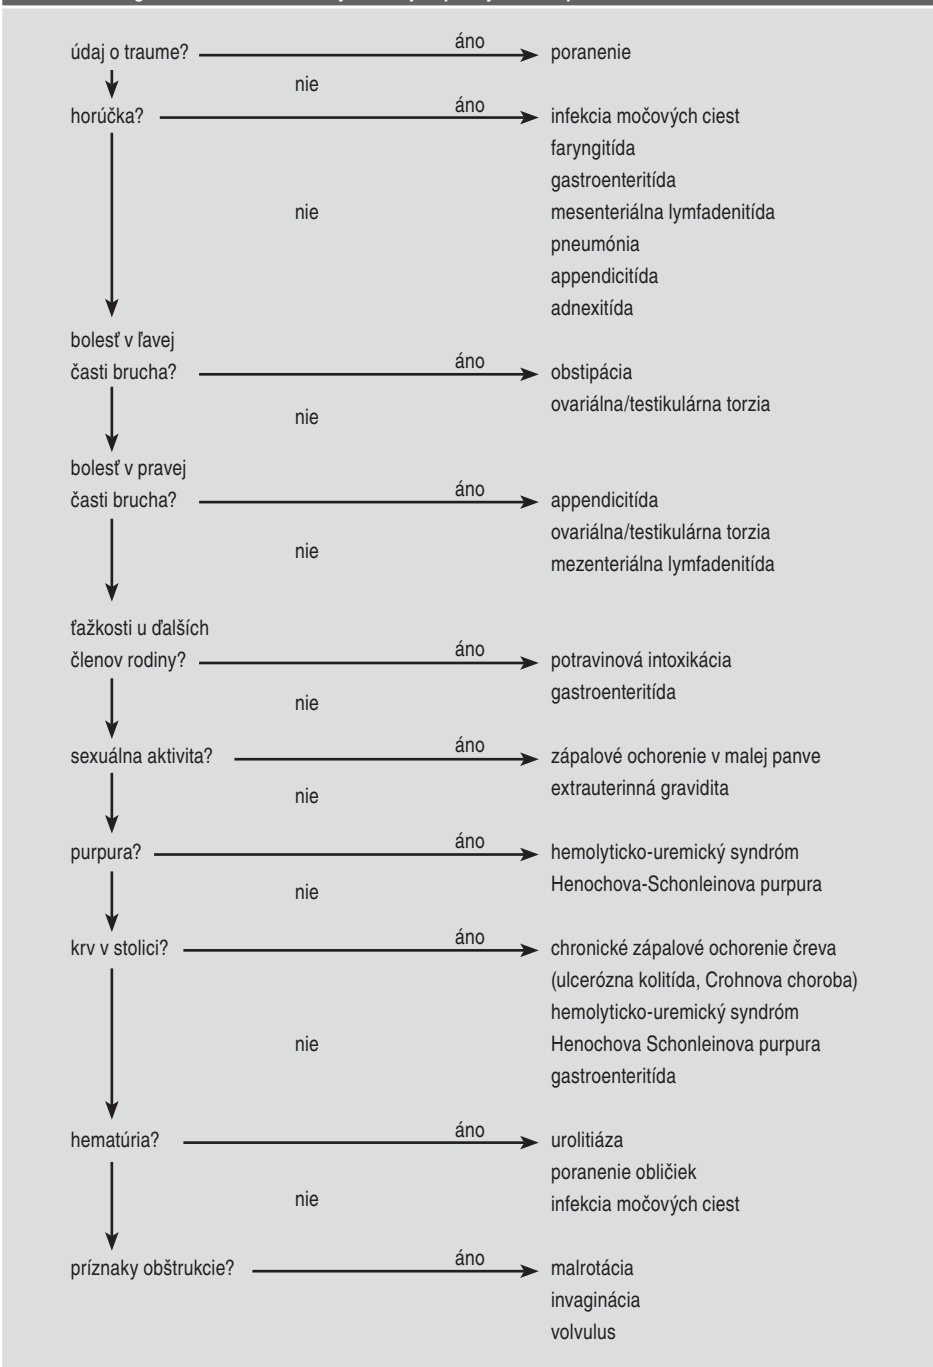 áno
údaj o traume? poranenie
nie
áno
horúčka? infekcia močových ciest
faryngitída
gastroenteritída
nie mesenteriálna lymfadenitída
pneumónia
appendicitída
adnexitída
bolesť v ľavej
áno
časti brucha? obstipácia
ovariálna/testikulárna torzia
nie
bolesť v pravej
áno
časti brucha? appendicitída
ovariálna/testikulárna torzia
nie
mezenteriálna lymfadenitída
ťažkosti u ďalších
áno
členov rodiny? potravinová intoxikácia
gastroenteritída
nie
áno
sexuálna aktivita? zápalové ochorenie v malej panve
extrauterinná gravidita
nie
áno
purpura? hemolyticko-uremický syndróm
Henochova-Schonleinova purpura
nie
áno
krv v stolici? chronické zápalové ochorenie čreva
(ulcerózna kolitída, Crohnova choroba)
hemolyticko-uremický syndróm
nie Henochova Schonleinova purpura
gastroenteritída
áno
hematúria? urolitiáza
poranenie obličiek
nie infekcia močových ciest
áno
príznaky obštrukcie? malrotácia
invaginácia
volvulus